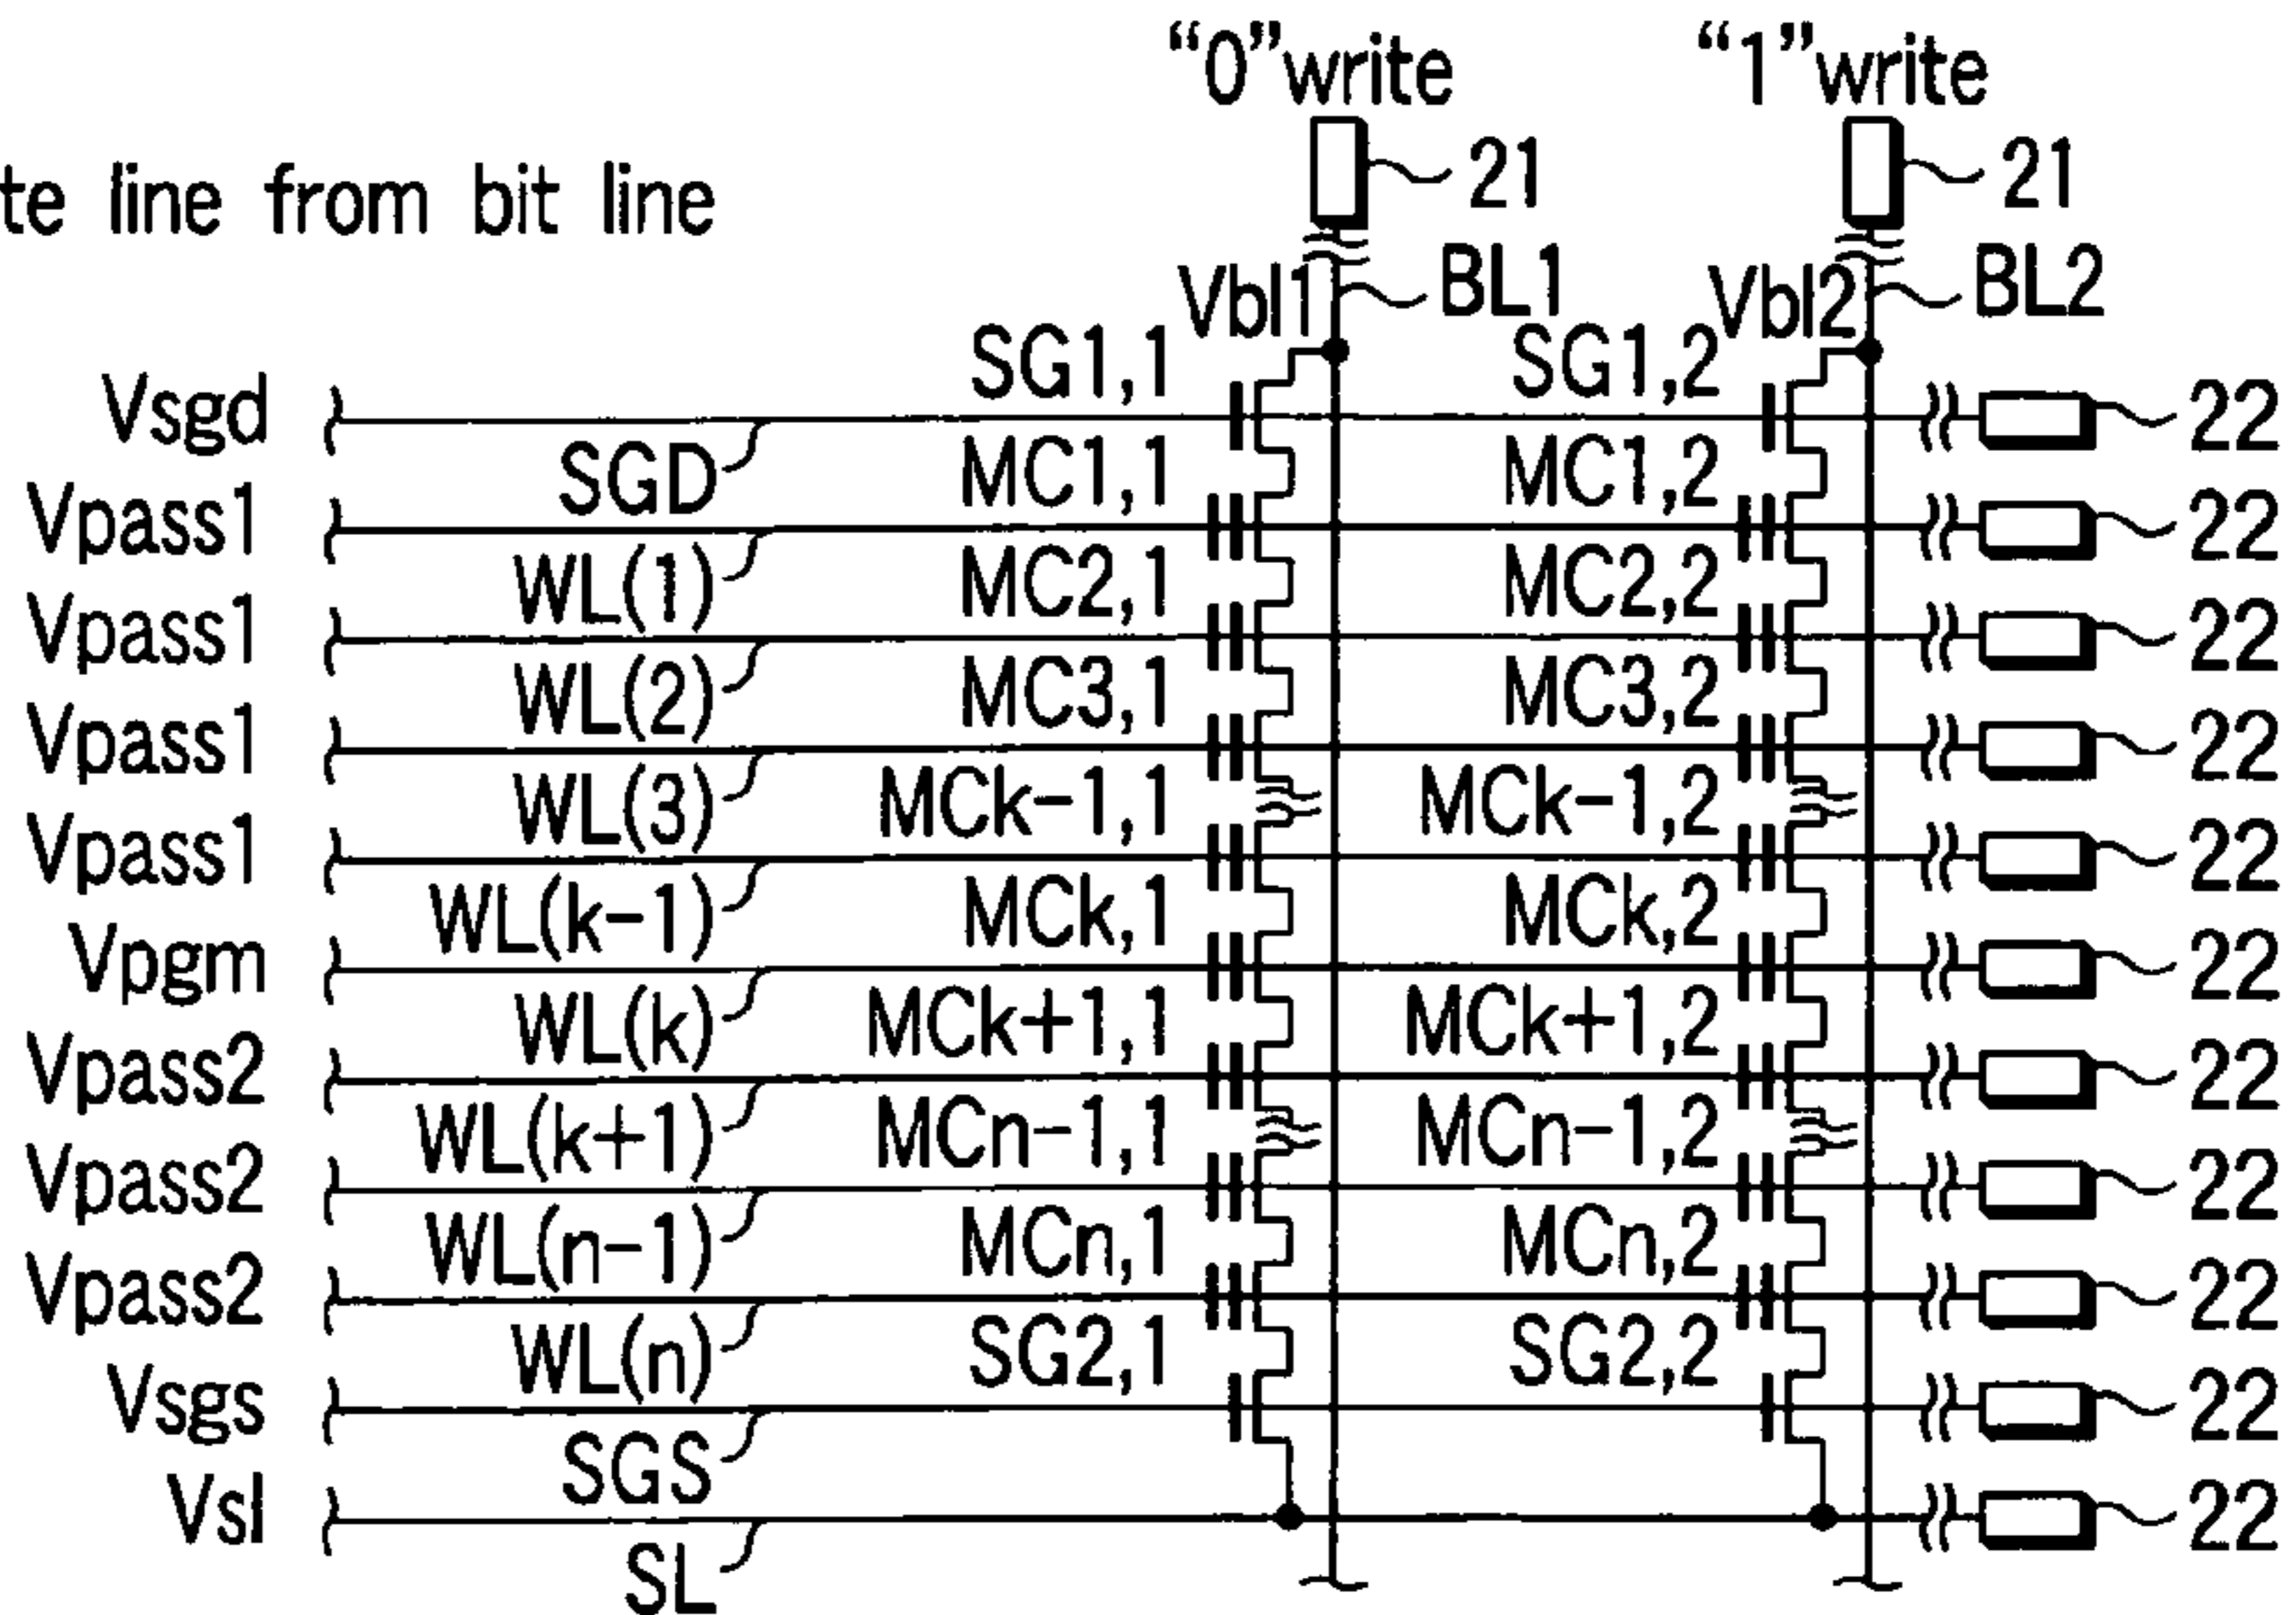 “0”write “1”write
21 21
te line from bit line
BL1 BL2
Vbl1 Vbl2
SG1,1 SG1,2
Vsgd 22
SGD MC1,1 MC1,2
Vpass1 22
WL(1) MC2,1 MC2,2
Vpass1 22
WL(2) MC3,1 MC3,2
Vpass1 22
WL(3) MCk-1,1 MCk-1,2
Vpass1 22
WL(k-1) MCk,1 MCk,2
Vpgm 22
WL(k) MCk+1,1 MCk+1,2
Vpass2 22
WL(k+1) MCn-1,1 MCn-1,2
Vpass2 22
WL(n-1) MCn,1 MCn,2
Vpass2 22
WL(n) SG2,1 SG2,2
Vsgs 22
SGS
Vsl 22
SL